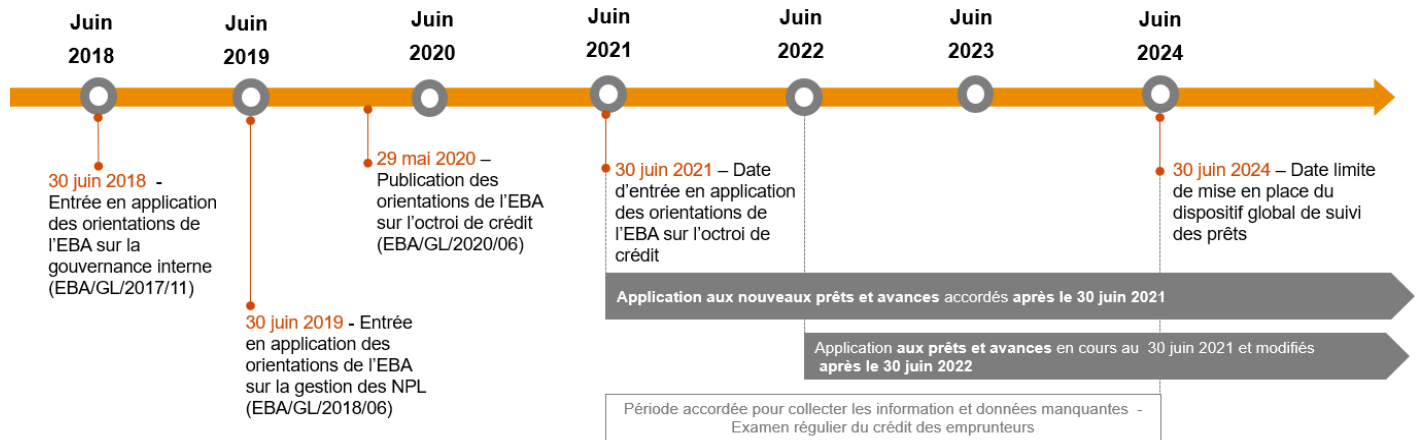 Juin
2018
Juin
2019
Juin
2020
Juin
2021
Juin
2022
Juin
2023
Juin
2024
30 juin 2018 -
Entrée en application
des orientations de
l’EBA sur la
gouvernance interne
(EBA/GL/2017/11)
30 juin 2019 - Entrée
en application des
orientations de l’EBA
sur la gestion des NPL
(EBA/GL/2018/06)
29 mai 2020 –
Publication des
orientations de l’EBA
sur l’octroi de crédit
(EBA/GL/2020/06)
30 juin 2021 – Date
d’entrée en application
des orientations de
l’EBA sur l’octroi de
crédit
30 juin 2024 – Date limite
de mise en place du
dispositif global de suivi
des prêts
Application aux nouveaux prêts et avances accordés après le 30 juin 2021
Application aux prêts et avances en cours au 30 juin 2021 et modifiés
après le 30 juin 2022
Période accordée pour collecter les information et données manquantes -
Examen régulier du crédit des emprunteurs